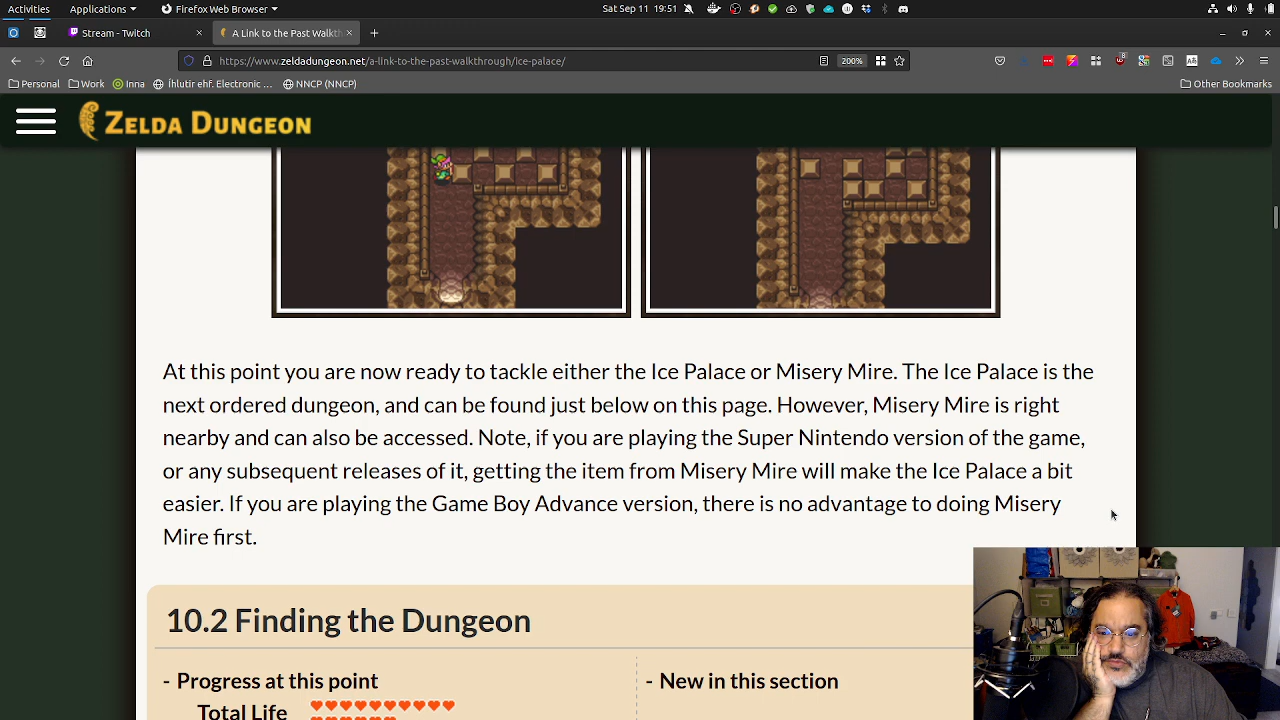 Activities Applications Firefox Web Browser Sat Sep 11 19:51
Stream - Twitch A Link to the Past Walkth
https://www.zeldadungeon.net/a-link-to-the-past-walkthrough/ice-palace/ 200% 8
Personal Work Inna Íhlutir ehf. Electronic ... NNCP (NNCP) Other Bookmarks
Zelda Dungeon
At this point you are now ready to tackle either the Ice Palace or Misery Mire. The Ice Palace is the
next ordered dungeon, and can be found just below on this page. However, Misery Mire is right
nearby and can also be accessed. Note, if you are playing the Super Nintendo version of the game,
or any subsequent releases of it, getting the item from Misery Mire will make the Ice Palace a bit
easier. If you are playing the Game Boy Advance version, there is no advantage to doing Misery
Mire first.
10.2 Finding the Dungeon
- Progress at this point
- New in this section
Total Life